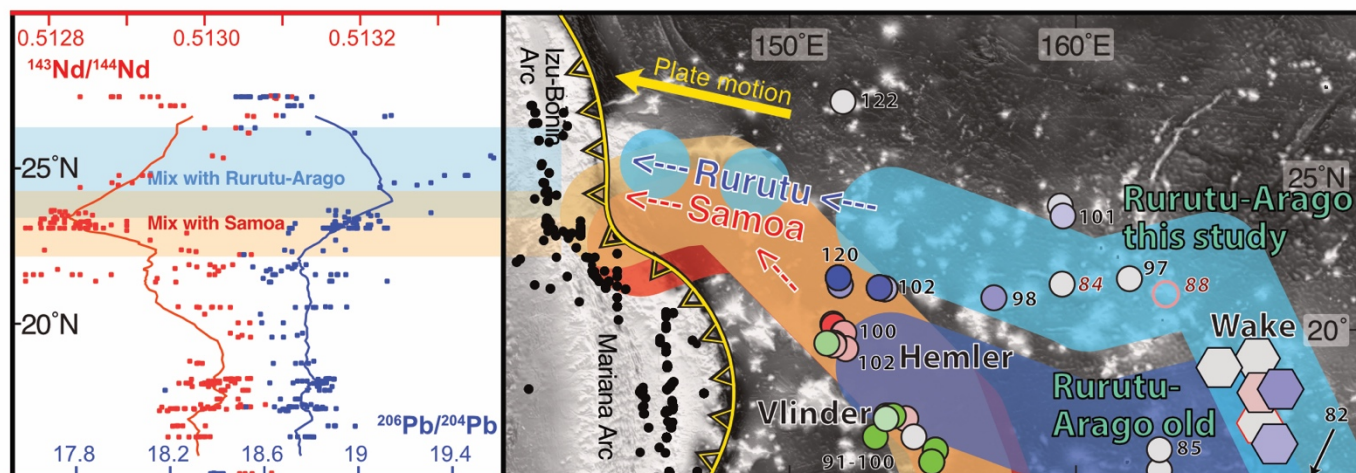 0.5128 0.5130 0.5132
¹⁴³Nd/¹⁴⁴Nd
25°N
Mix with Rurutu-Arago
Mix with Samoa
20°N
²⁰⁶Pb/²⁰⁴Pb
17.8 18.2 18.6 19 19.4
150°E 160°E
Izu-Bonin
Arc
Plate motion
122
Rurutu
Samoa
25°N
101
Rurutu-Arago
this study
120
102
98
84
97
88
Wake
20°
100
102
Hemler
Mariana Arc
Vlinder
Rurutu-
Arago old
82
91-100
85